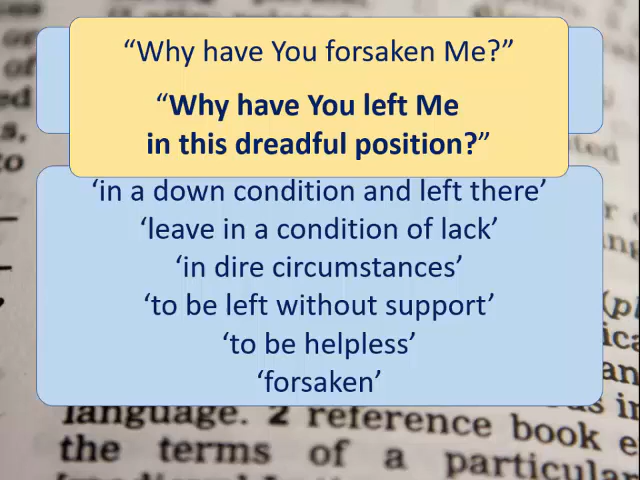 “Why have You forsaken Me?”
“Why have You left Me
in this dreadful position?”
‘in a down condition and left there’
‘leave in a condition of lack’
‘in dire circumstances’
‘to be left without support’
‘to be helpless’
‘forsaken’
language. 2 reference book
the terms of a particular